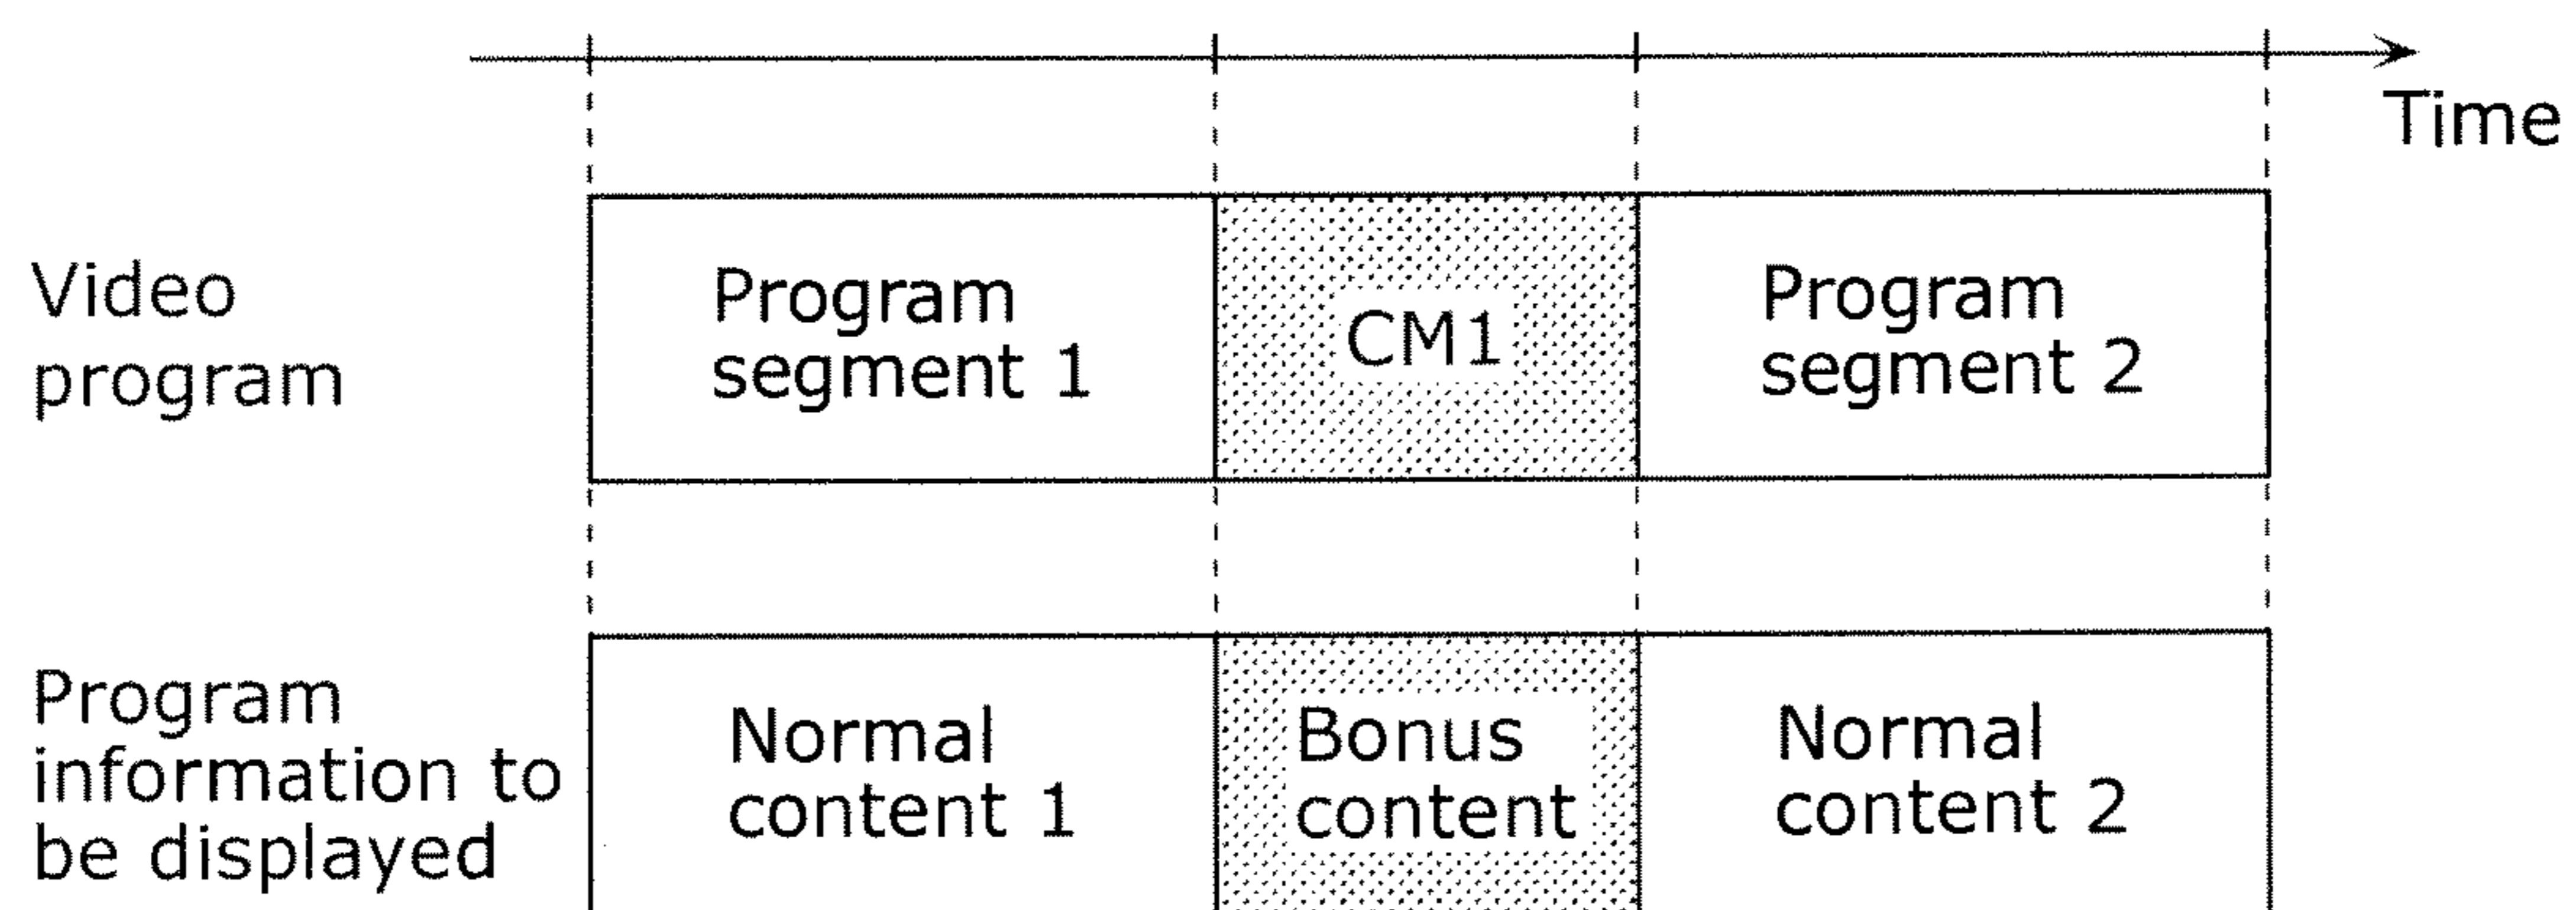 Time
Video
program
Program
segment 1
CM1
Program
segment 2
Program
information to
be displayed
Normal
content 1
Bonus
content
Normal
content 2